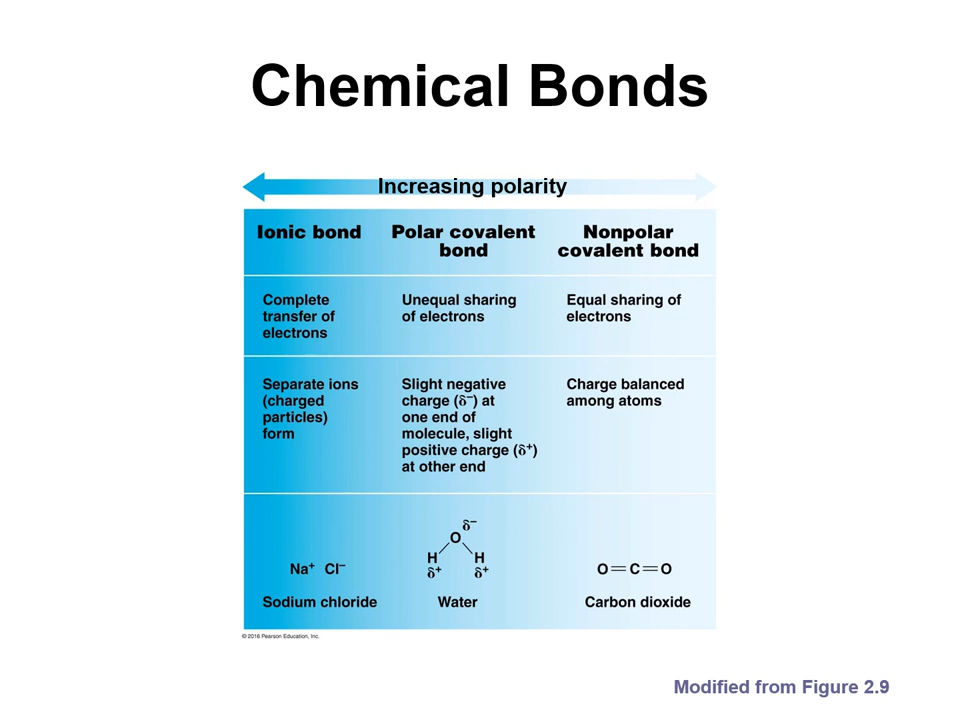 Chemical Bonds
Increasing polarity
Ionic bond
Polar covalent
bond
Nonpolar
covalent bond
Complete
transfer of
electrons
Unequal sharing
of electrons
Equal sharing of
electrons
Separate ions
(charged
particles)
form
Slight negative
charge (δ–) at
one end of
molecule, slight
positive charge (δ+)
at other end
Charge balanced
among atoms
Na+ Cl–
Sodium chloride
δ–
O
H H
δ+ δ+
Water
O=C=O
Carbon dioxide
© 2016 Pearson Education, Inc.
Modified from Figure 2.9